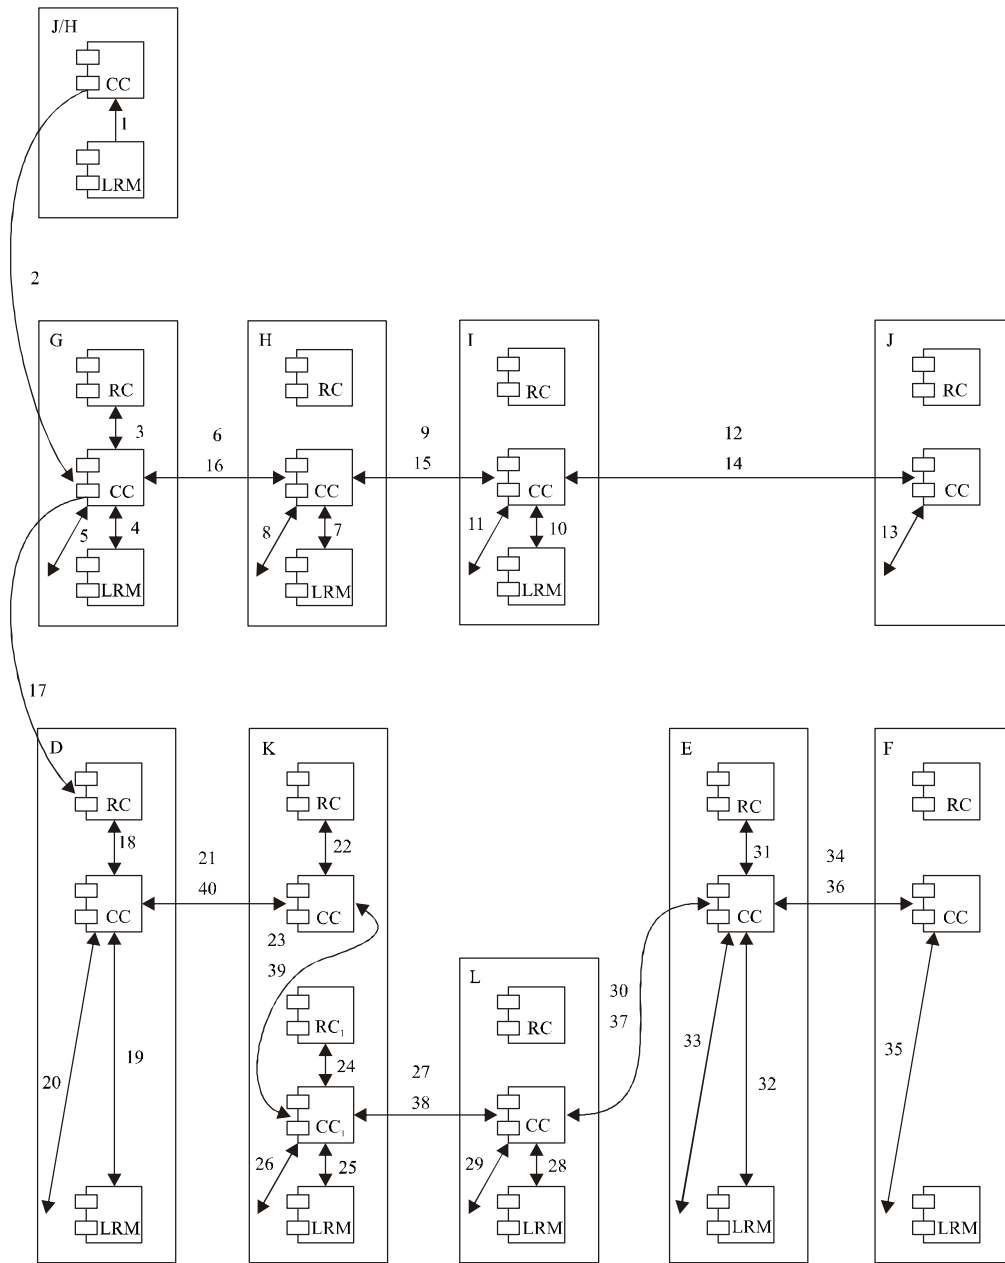 J/H
CC
1
LRM
2
G
H
I
J
RC
RC
RC
RC
3
6
9
12
16
15
14
CC
CC
CC
CC
5
4
8
7
11
10
13
LRM
LRM
LRM
17
D
K
E
F
RC
RC
RC
RC
18
22
31
21
34
40
36
CC
CC
CC
CC
23
39
L
30
37
RC₁
RC
33
35
19
24
20
27
32
38
CC₁
CC
26
25
29
28
LRM
LRM
LRM
LRM
LRM